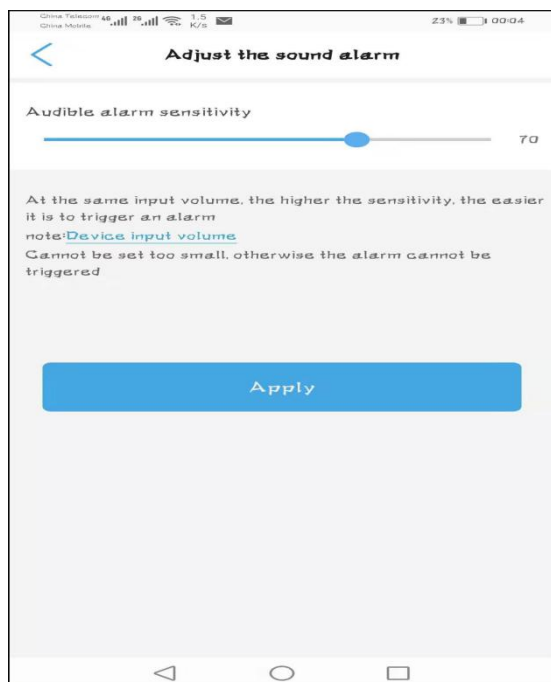 China Telecom 4G 2G 1.5 K/s 23% 00:04
China Mobile
Adjust the sound alarm
Audible alarm sensitivity
70
At the same input volume, the higher the sensitivity, the easier
it is to trigger an alarm
note:Device input volume
Cannot be set too small, otherwise the alarm cannot be
triggered
Apply